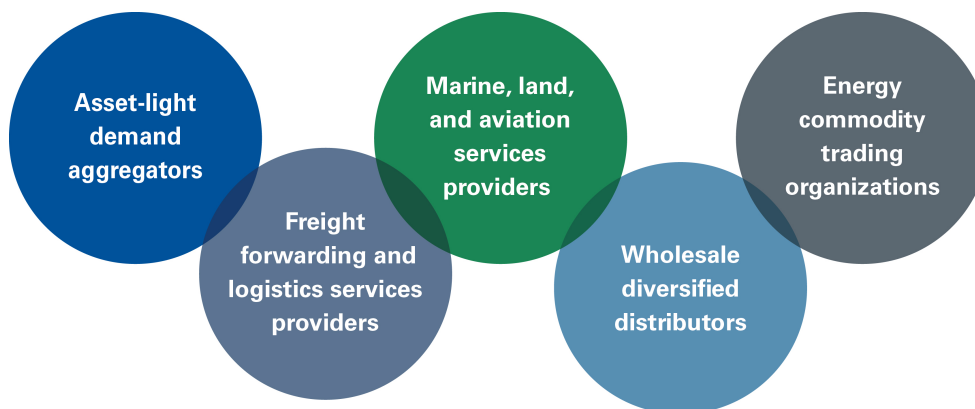 Asset-light
demand
aggregators
Freight
forwarding and
logistics services
providers
Marine, land,
and aviation
services
providers
Wholesale
diversified
distributors
Energy
commodity
trading
organizations